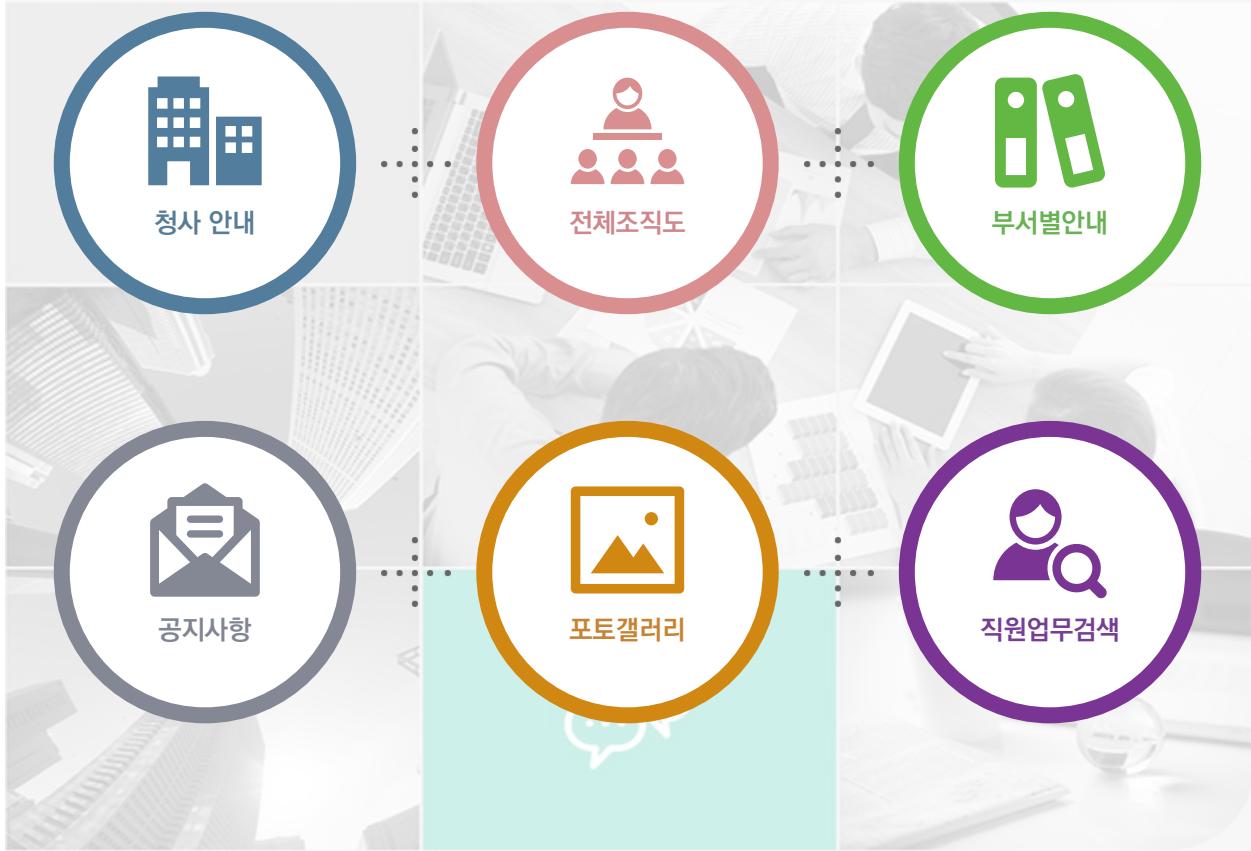 청사 안내
전체조직도
부서별안내
공지사항
포토갤러리
직원업무검색